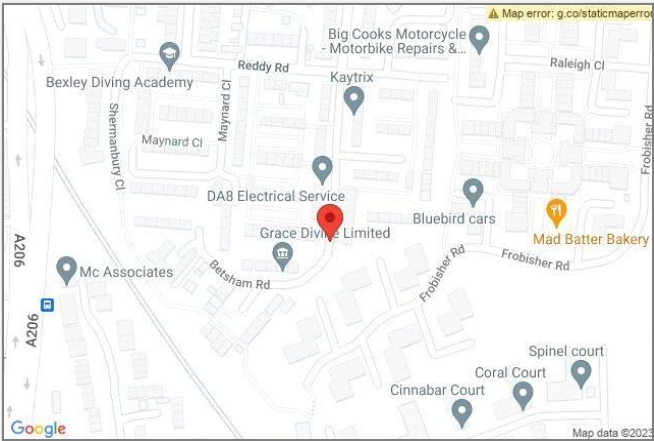 Map error: g.co/staticmaperror
Big Cooks Motorcycle
- Motorbike Repairs &...
Reddy Rd
Raleigh Cl
Bexley Diving Academy
Kaytrix
Shermanbury Cl
Maynard Cl
Maynard Cl
Frobisher Rd
DA8 Electrical Service
Bluebird cars
Grace Divine Limited
Mad Batter Bakery
A206
Mc Associates
Betsham Rd
Frobisher Rd
Frobisher Rd
A206
Spinel court
Coral Court
Cinnabar Court
Google
Map data ©2023